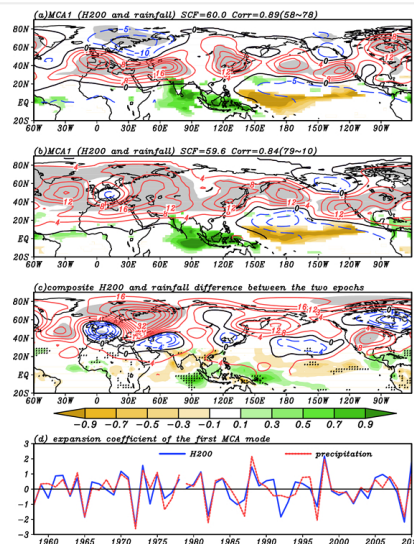 (a)MCA1 (H200 and rainfall) SCF=60.0 Corr=0.89(58~78)
80N
60N
40N
20N
EQ
20S
60W 30W 0 30E 60E 90E 120E 150E 180 150W 120W 90W
(b)MCA1 (H200 and rainfall) SCF=59.6 Corr=0.84(79~10)
80N
60N
40N
20N
EQ
20S
60W 30W 0 30E 60E 90E 120E 150E 180 150W 120W 90W
(c)composite H200 and rainfall difference between the two epochs
80N
60N
40N
20N
EQ
20S
60W 30W 0 30E 60E 90E 120E 150E 180 150W 120W 90W
-0.9 -0.7 -0.5 -0.3 -0.1 0.1 0.3 0.5 0.7 0.9
(d) expansion coefficient of the first MCA mode
H200 precipitation
3
2
1
0
-1
-2
-3
1960 1965 1970 1975 1980 1985 1990 1995 2000 2005